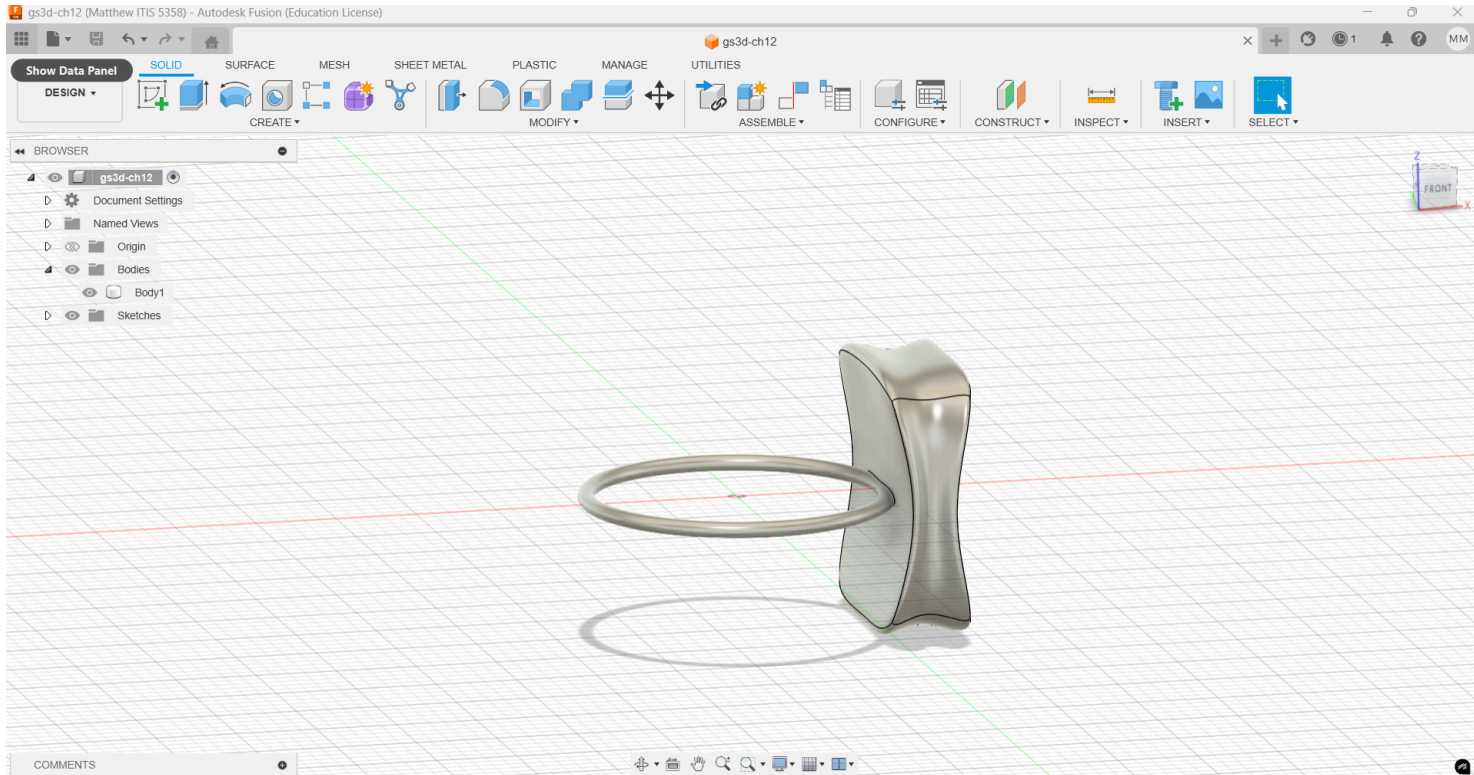 gs3d-ch12 (Matthew ITIS 5358) - Autodesk Fusion (Education License)
gs3d-ch12
1
MM
Show Data Panel
SOLID SURFACE MESH SHEET METAL PLASTIC MANAGE UTILITIES
DESIGN
CREATE MODIFY ASSEMBLE CONFIGURE CONSTRUCT INSPECT INSERT SELECT
BROWSER
gs3d-ch12
Document Settings
Named Views
Origin
Bodies
Body1
Sketches
Z
FRONT
X
COMMENTS